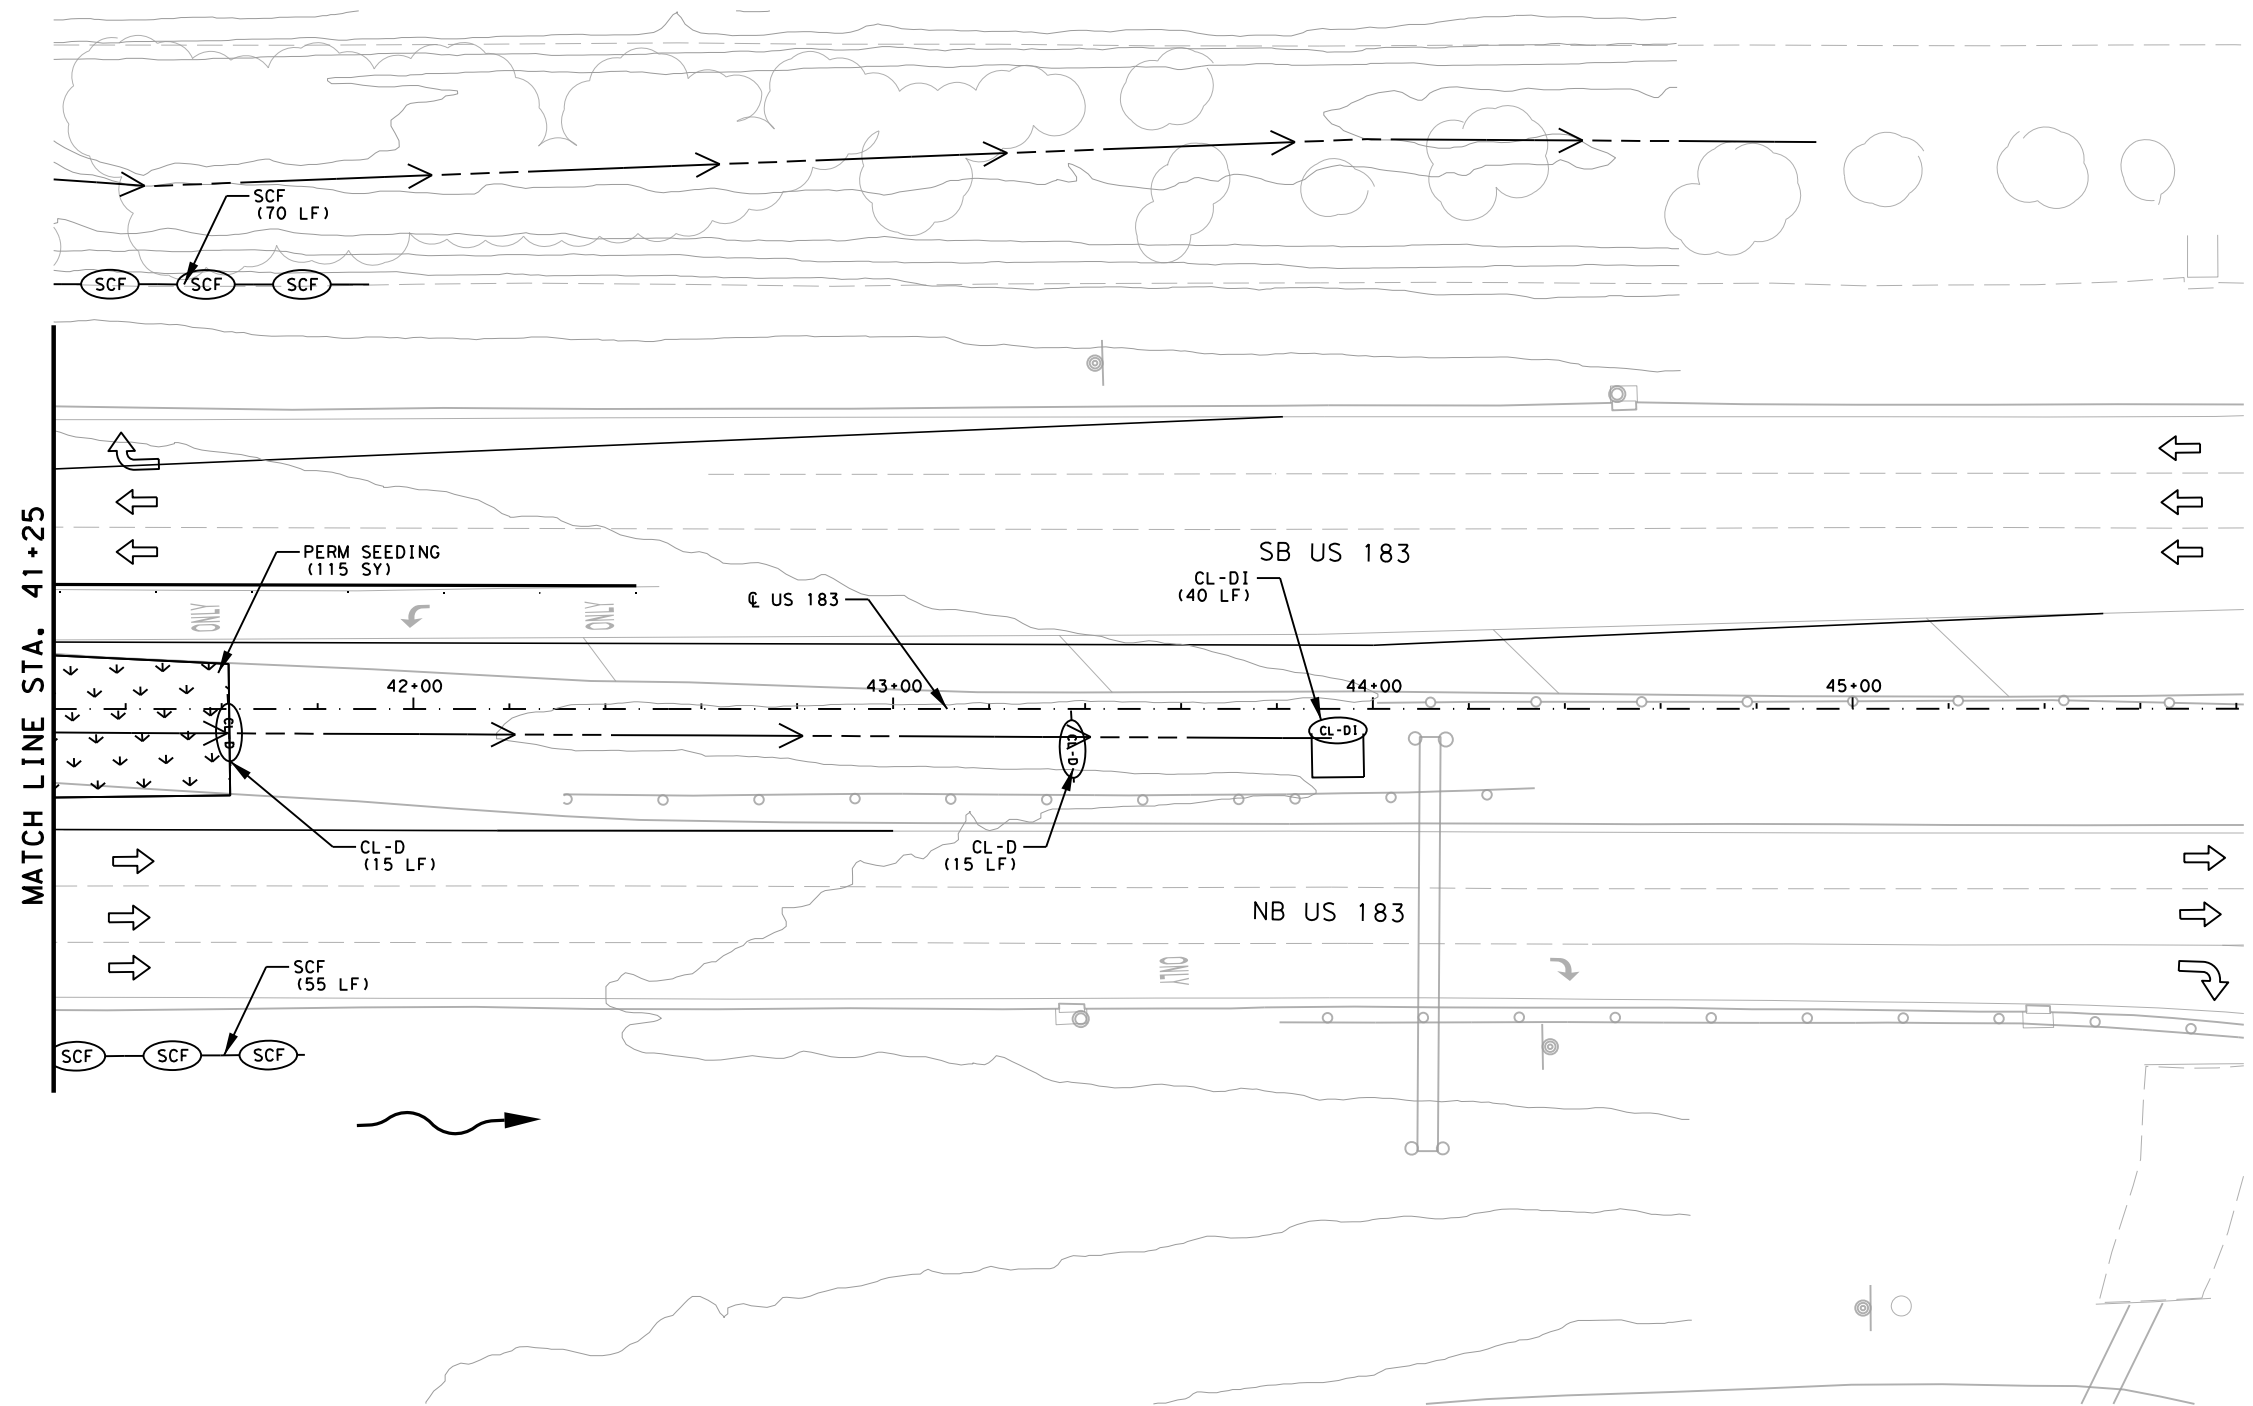 SCF
(70 LF)
SCF
SCF
SCF
MATCH LINE STA. 41+25
PERM SEEDING
(115 SY)
SB US 183
CL-DI
(40 LF)
℄ US 183
ONLY
ONLY
42+00
43+00
44+00
45+00
CL-D
CL-D
CL-DI
CL-D
(15 LF)
CL-D
(15 LF)
NB US 183
SCF
(55 LF)
ONLY
SCF
SCF
SCF